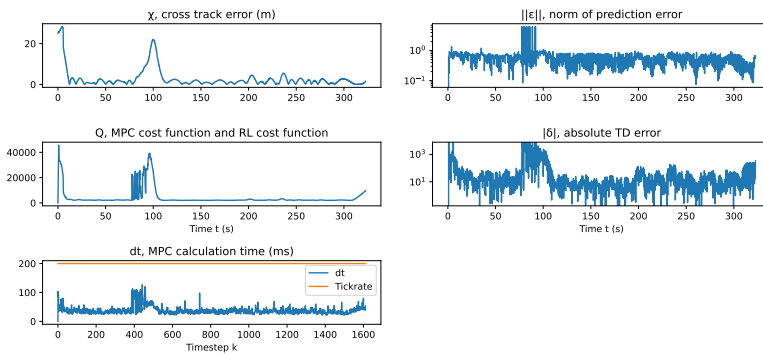 χ, cross track error (m)
20
0
0 50 100 150 200 250 300
||ε||, norm of prediction error
10⁰
10⁻¹
0 50 100 150 200 250 300
Q, MPC cost function and RL cost function
40000
20000
0
0 50 100 150 200 250 300
Time t (s)
|δ|, absolute TD error
10³
10¹
0 50 100 150 200 250 300
Time t (s)
dt, MPC calculation time (ms)
200
100
0
dt
Tickrate
0 200 400 600 800 1000 1200 1400 1600
Timestep k